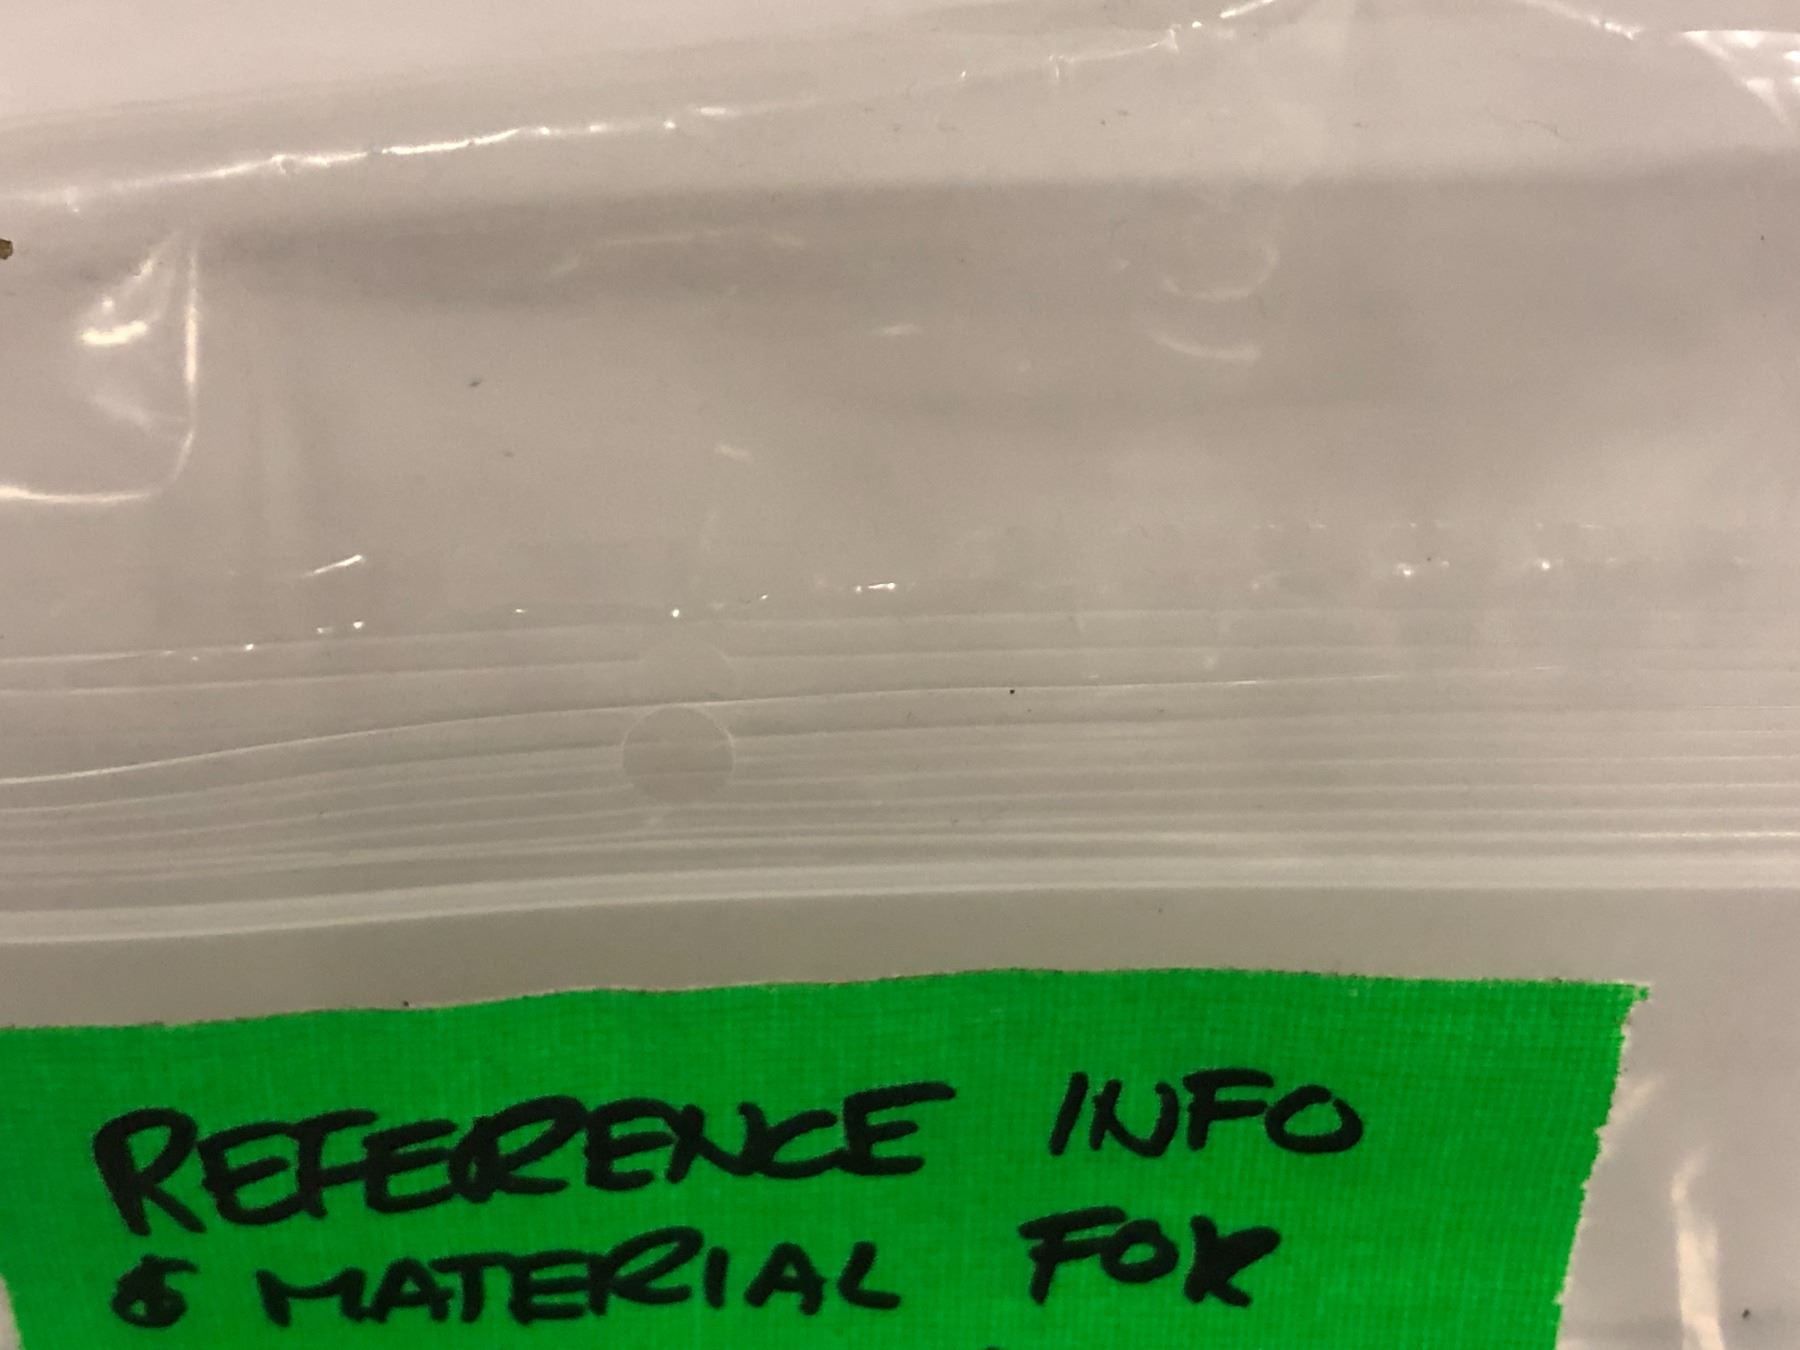 REFERENCE INFO
& MATERIAL FOR